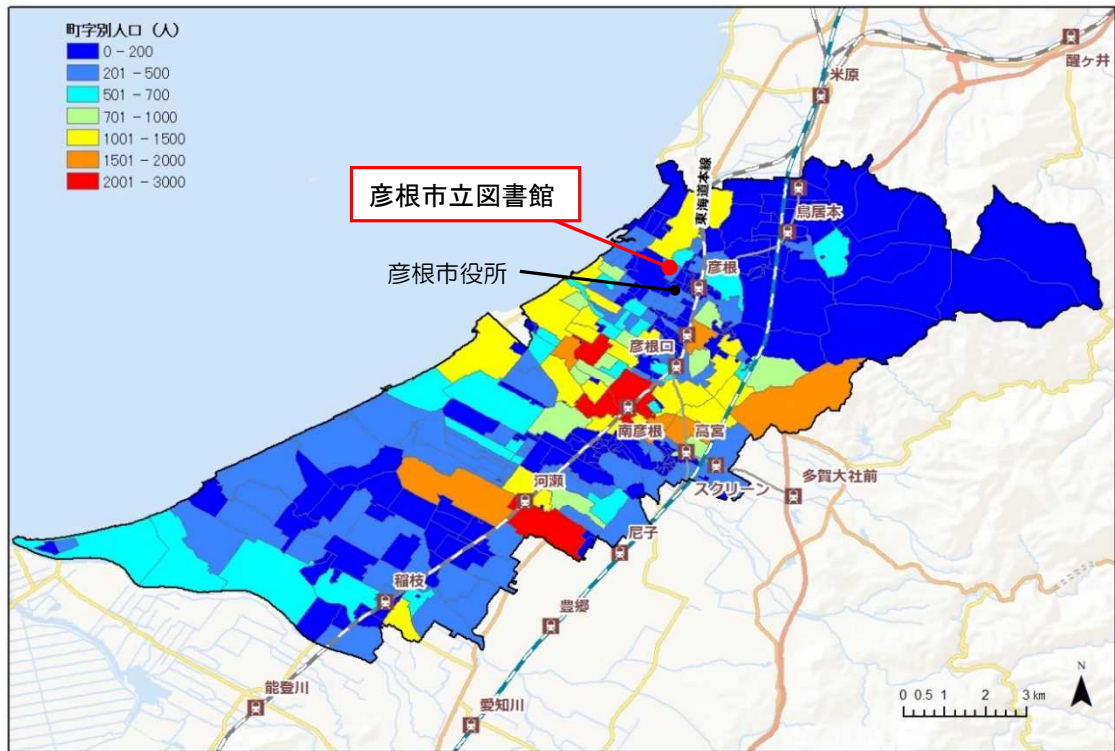 町字別人口（人）
0－200
201－500
501－700
701－1000
1001－1500
1501－2000
2001－3000
醒ヶ井
米原
東海道本線
彦根市立図書館
鳥居本
彦根市役所
彦根
彦根口
南彦根
高宮
スクリーン
多賀大社前
河瀬
尼子
稲枝
豊郷
能登川
愛知川
N
0 0.5 1 2 3 km